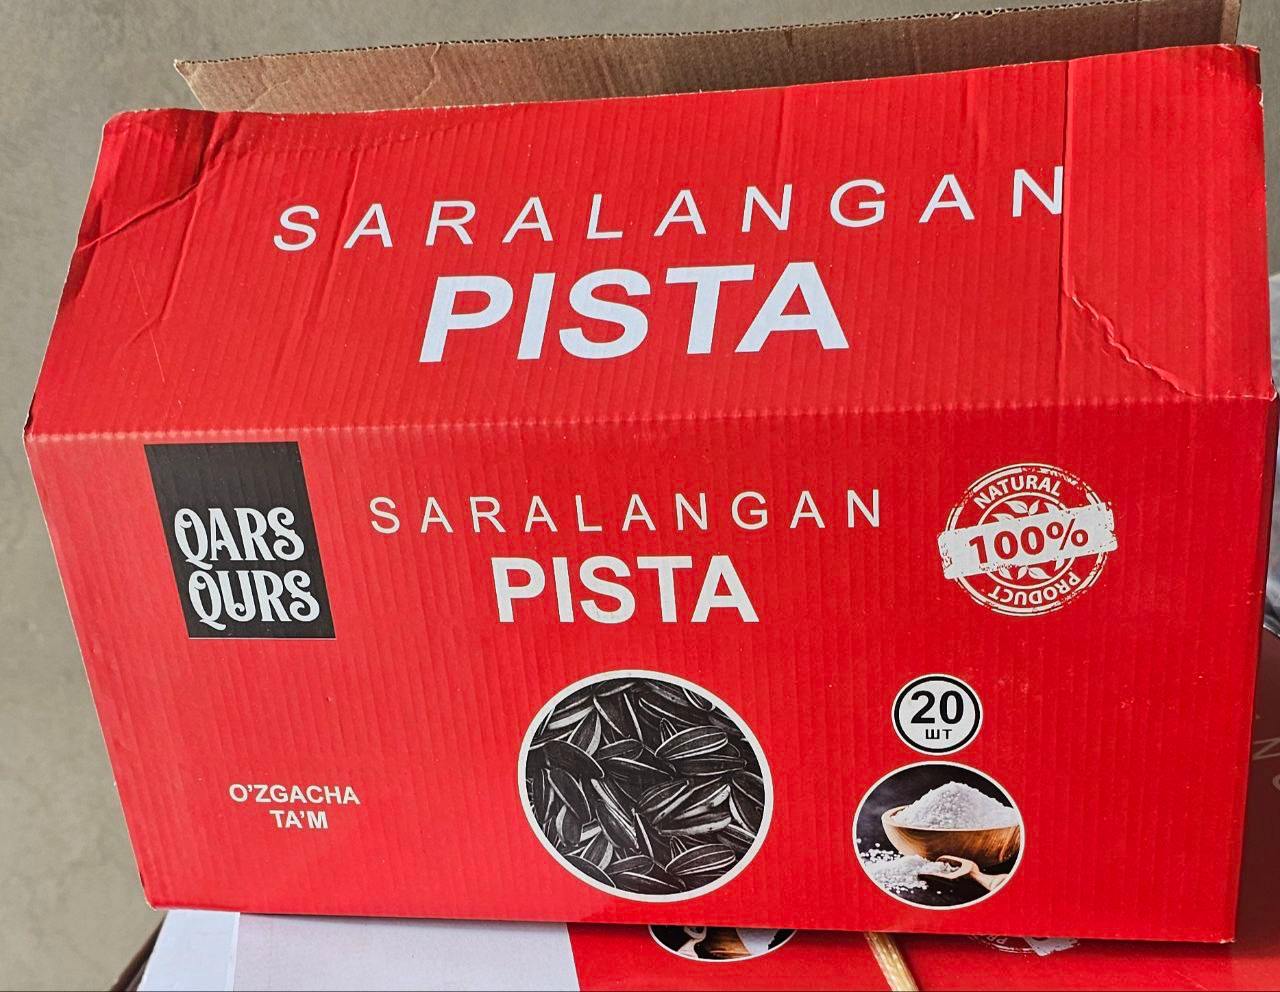 SARALANGAN
PISTA
QARS
QURS
SARALANGAN
PISTA
NATURAL
100%
PRODUCT
20
шт
O'ZGACHA
TA'M